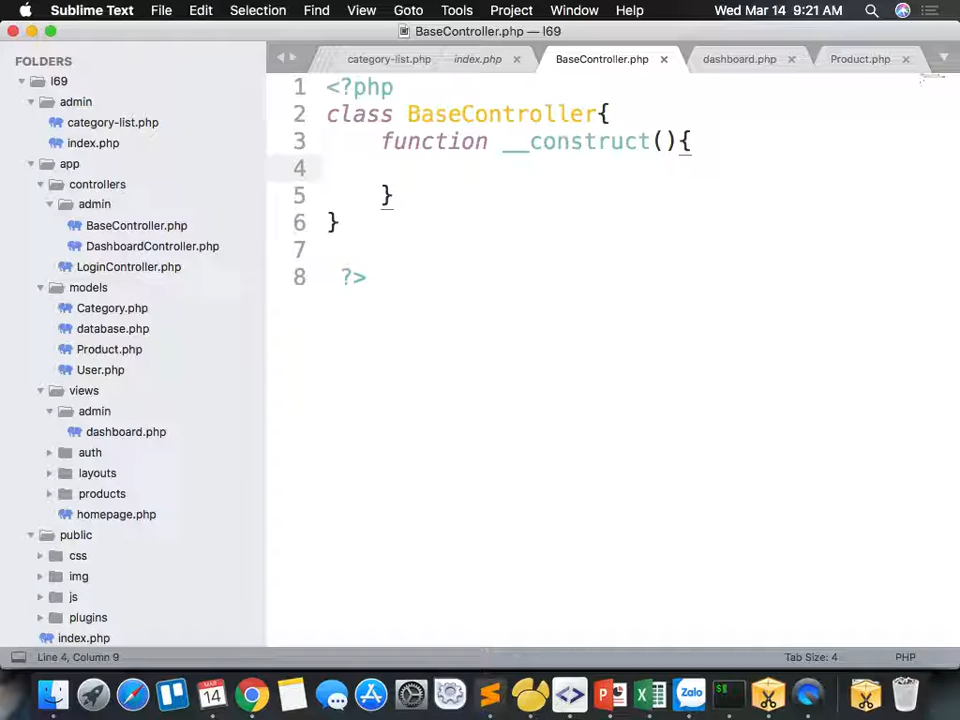 Sublime Text File Edit Selection Find View Goto Tools Project Window Help Wed Mar 14 9:21 AM
BaseController.php — l69
FOLDERS
l69
admin
category-list.php
index.php
app
controllers
admin
BaseController.php
DashboardController.php
LoginController.php
models
Category.php
database.php
Product.php
User.php
views
admin
dashboard.php
auth
layouts
products
homepage.php
public
css
img
js
plugins
index.php
category-list.php index.php BaseController.php dashboard.php Product.php
1 <?php
2 class BaseController{
3 function __construct(){
4
5 }
6 }
7
8 ?>
Line 4, Column 9 Tab Size: 4 PHP
MAR
14
Zalo